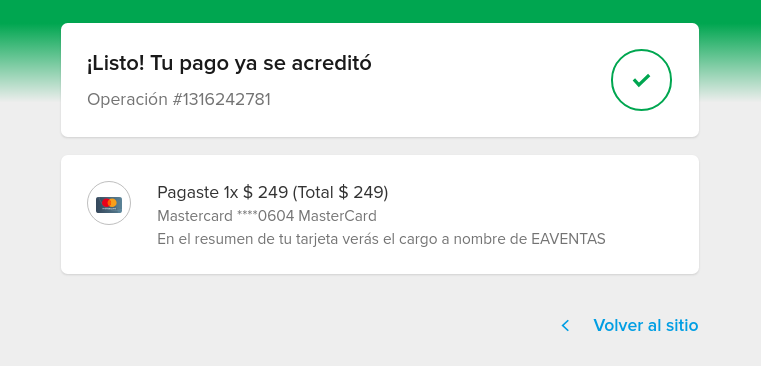 ¡Listo! Tu pago ya se acreditó
Operación #1316242781
Pagaste 1x $ 249 (Total $ 249)
Mastercard ****0604 MasterCard
En el resumen de tu tarjeta verás el cargo a nombre de EAVENTAS
Volver al sitio